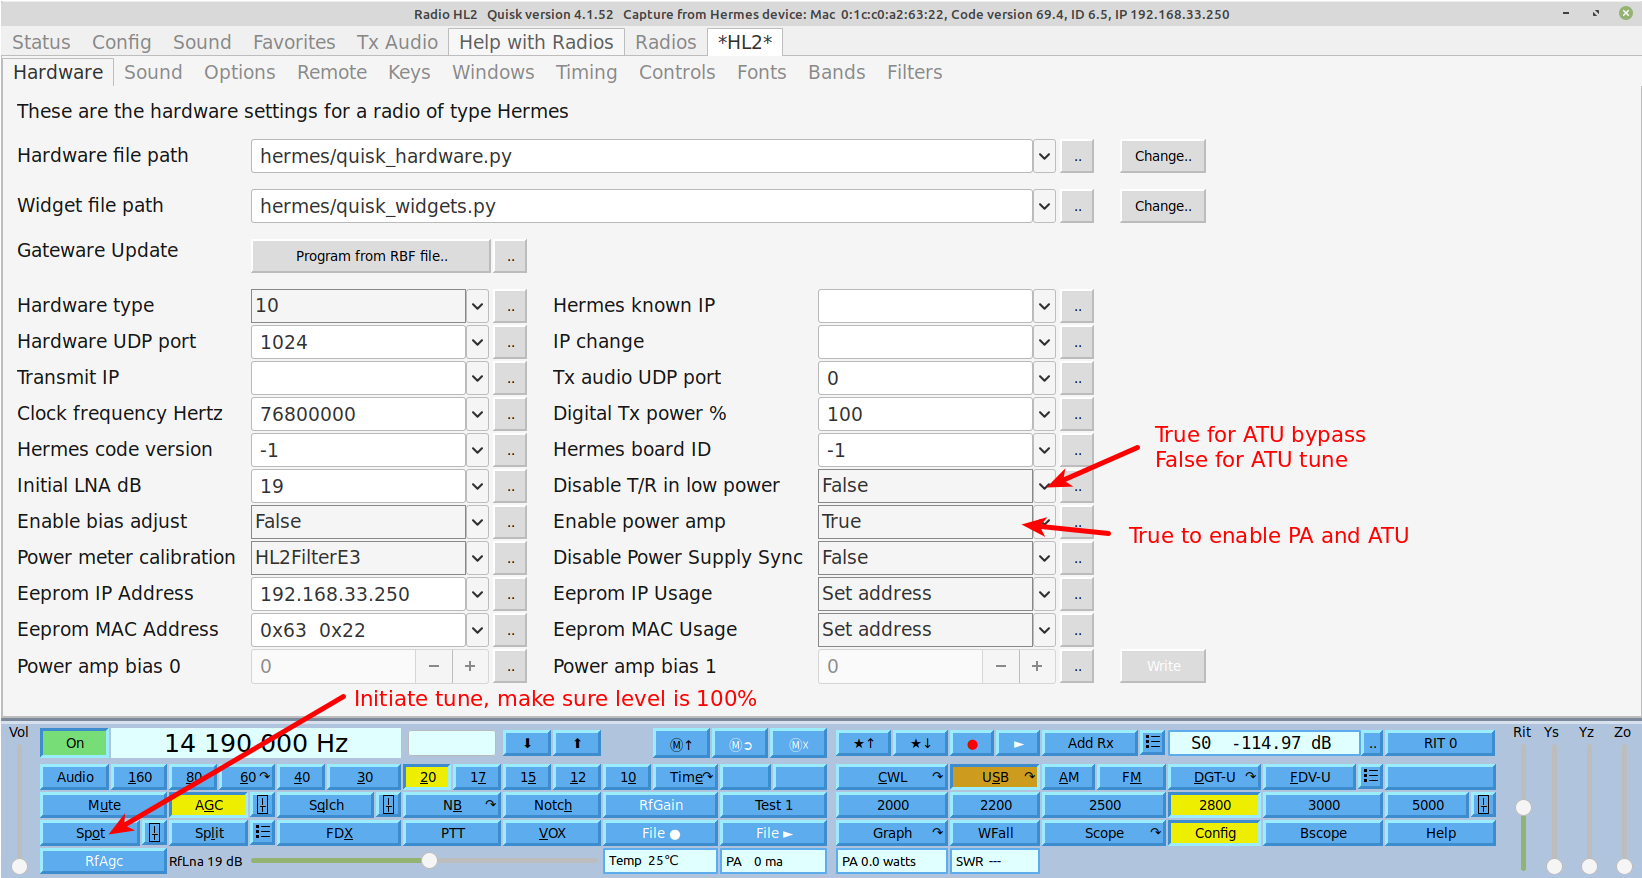 Radio HL2   Quisk version 4.1.52   Capture from Hermes device: Mac  0:1c:c0:a2:63:22, Code version 69.4, ID 6.5, IP 192.168.33.250
Status Config Sound Favorites Tx Audio Help with Radios Radios *HL2*
Hardware Sound Options Remote Keys Windows Timing Controls Fonts Bands Filters
These are the hardware settings for a radio of type Hermes
Hardware file path hermes/quisk_hardware.py .. Change..
Widget file path hermes/quisk_widgets.py .. Change..
Gateware Update Program from RBF file.. ..
Hardware type 10 .. Hermes known IP ..
Hardware UDP port 1024 .. IP change ..
Transmit IP .. Tx audio UDP port 0 ..
Clock frequency Hertz 76800000 .. Digital Tx power % 100 ..
True for ATU bypass
Hermes code version -1 .. Hermes board ID -1 ..
False for ATU tune
Initial LNA dB 19 .. Disable T/R in low power False ..
Enable bias adjust False .. Enable power amp True ..
True to enable PA and ATU
Power meter calibration HL2FilterE3 .. Disable Power Supply Sync False ..
Eeprom IP Address 192.168.33.250 .. Eeprom IP Usage Set address ..
Eeprom MAC Address 0x63  0x22 .. Eeprom MAC Usage Set address ..
Power amp bias 0 0 − + .. Power amp bias 1 0 − + .. Write
Initiate tune, make sure level is 100%
Vol On 14 190 000 Hz ⬇ ⬆ Ⓜ↑ Ⓜ➲ Ⓜx ★↑ ★↓ ● ► Add Rx S0   -114.97 dB .. RIT 0 Rit Ys Yz Zo
Audio 160 80 60 40 30 20 17 15 12 10 Time CWL USB AM FM DGT-U FDV-U
Mute AGC Sqlch NB Notch RfGain Test 1 2000 2200 2500 2800 3000 5000
Spot Split FDX PTT VOX File ● File ► Graph WFall Scope Config Bscope Help
RfAgc RfLna 19 dB Temp  25°C PA   0 ma PA 0.0 watts SWR ---